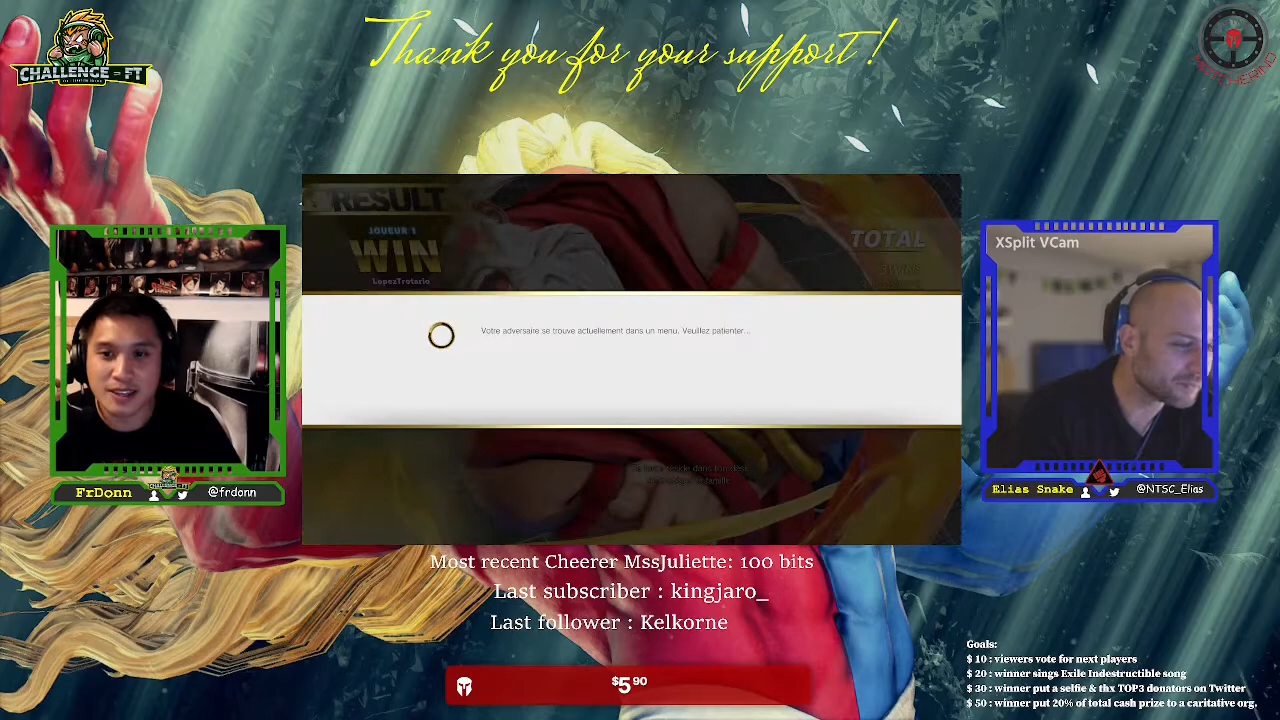 Thank you for your support !
CHALLENGE - FT
MATCHERINO
RESULT
JOUEUR 1
WIN
LopezTratario
TOTAL
XSplit VCam
Votre adversaire se trouve actuellement dans un menu. Veuillez patienter...
FrDonn
@frdonn
Elias Snake
@NTSC_Elias
Most recent Cheerer MssJuliette: 100 bits
Last subscriber : kingjaro_
Last follower : Kelkorne
$5 90
Goals:
$ 10 : viewers vote for next players
$ 20 : winner sings Exile Indestructible song
$ 30 : winner put a selfie & thx TOP3 donators on Twitter
$ 50 : winner put 20% of total cash prize to a caritative org.